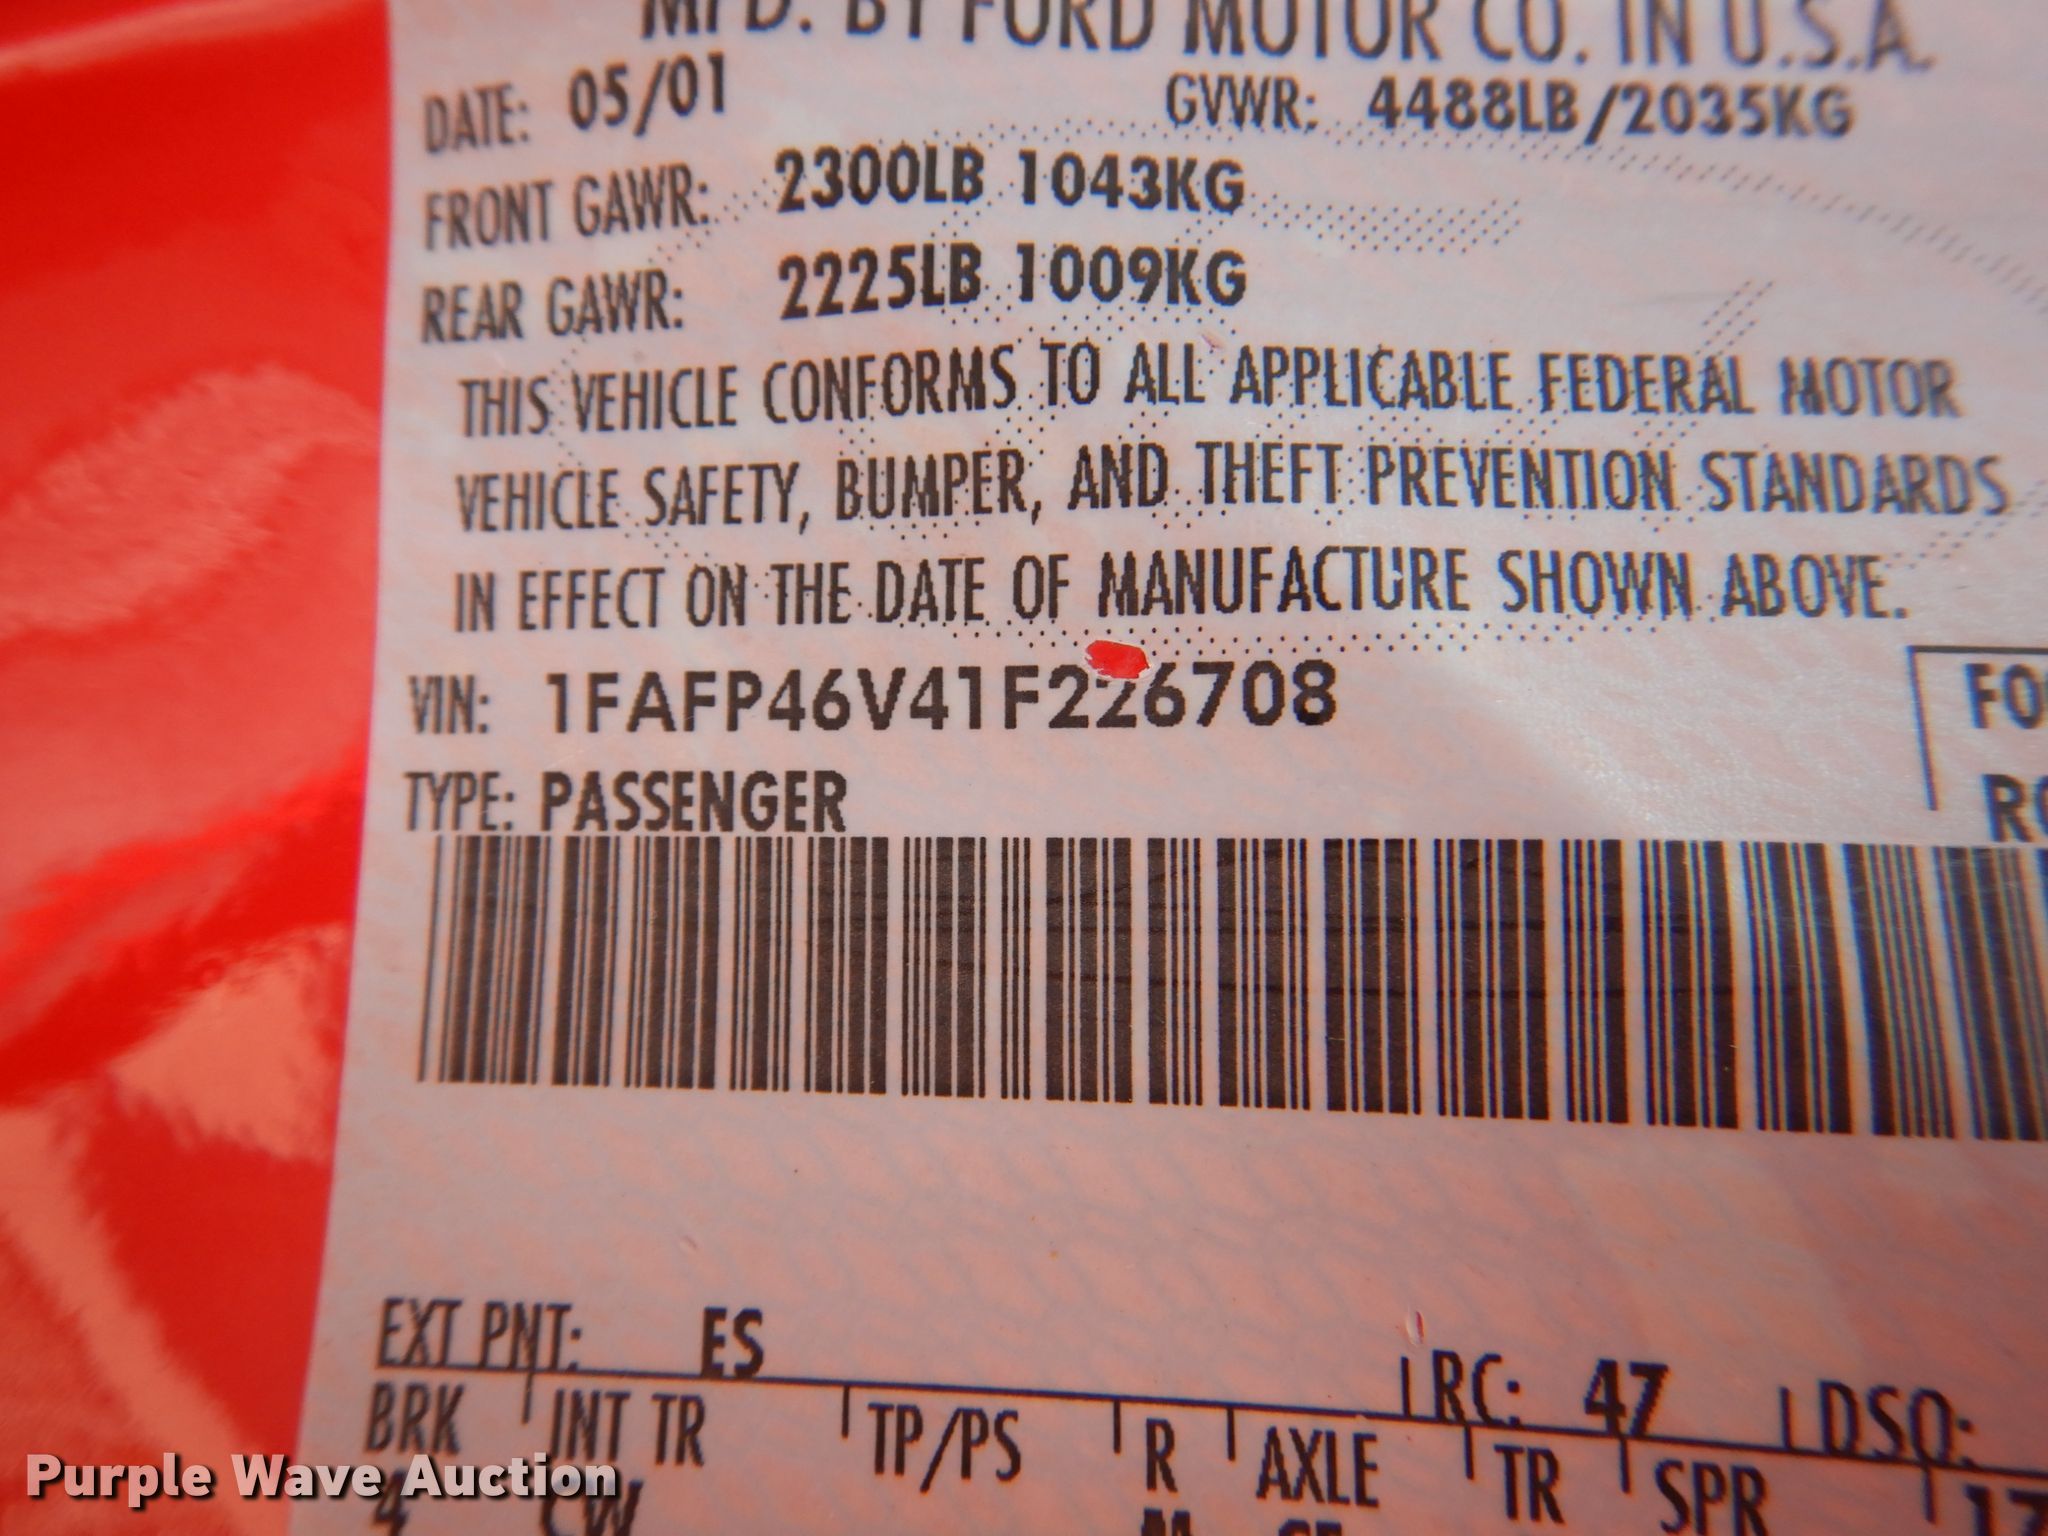 MFD. BY FORD MOTOR CO. IN U.S.A.
DATE: 05/01 GVWR: 4488LB/2035KG
FRONT GAWR: 2300LB 1043KG
REAR GAWR: 2225LB 1009KG
THIS VEHICLE CONFORMS TO ALL APPLICABLE FEDERAL MOTOR
VEHICLE SAFETY, BUMPER, AND THEFT PREVENTION STANDARDS
IN EFFECT ON THE DATE OF MANUFACTURE SHOWN ABOVE.
VIN: 1FAFP46V41F226708
TYPE: PASSENGER
EXT PNT: ES RC: 47 DSO:
BRK INT TR TP/PS R AXLE TR SPR
4 CW 17
Purple Wave Auction